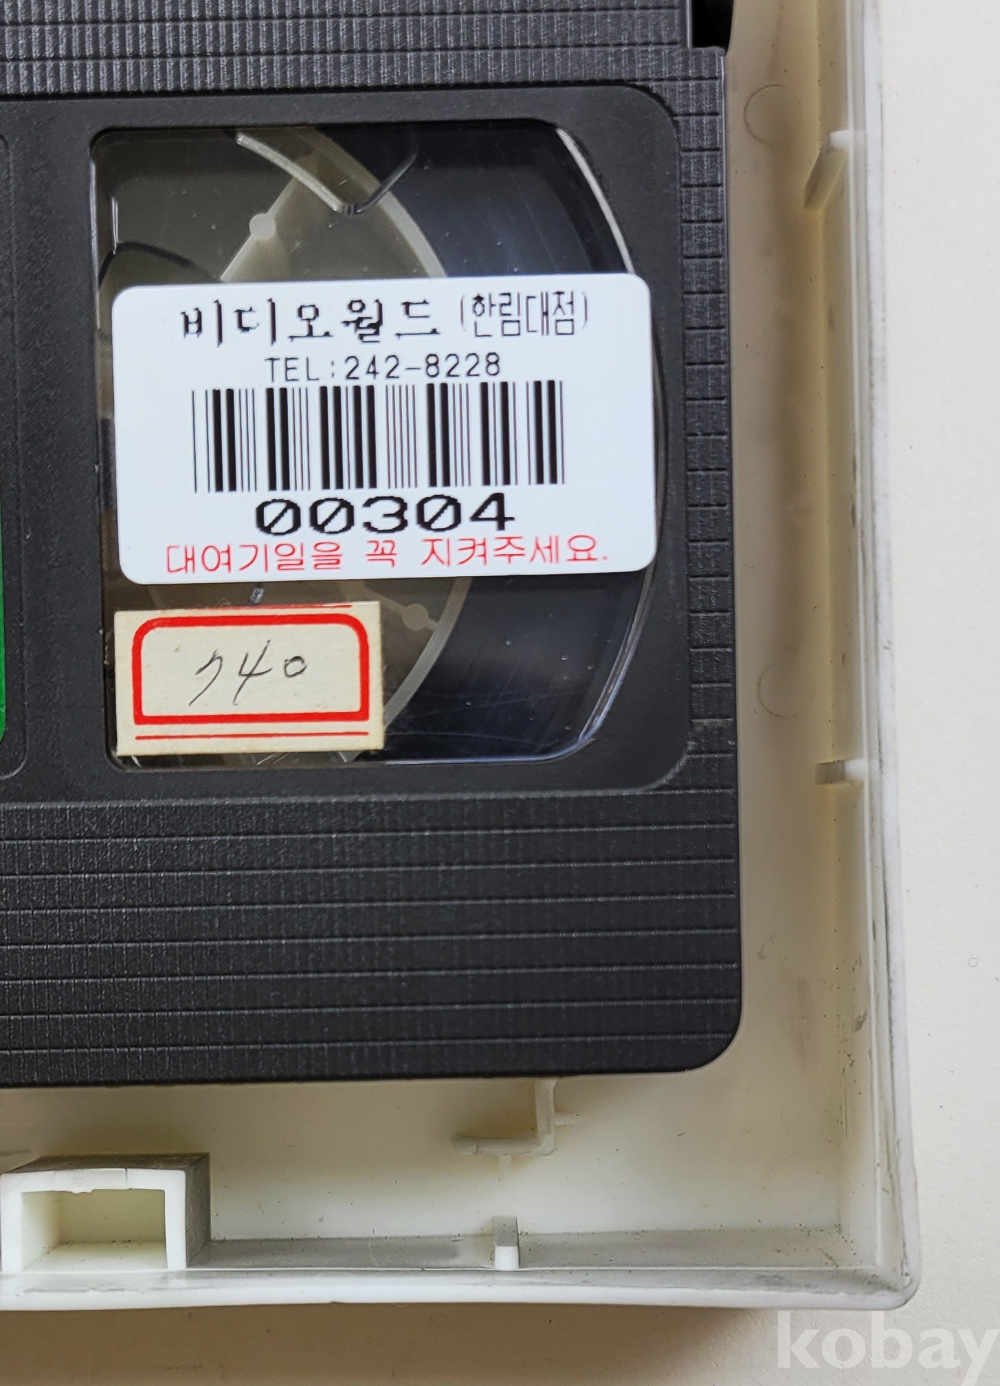 비디오월드 (한림대점)
TEL:242-8228
00304
대여기일을 꼭 지켜주세요.
740
kobay